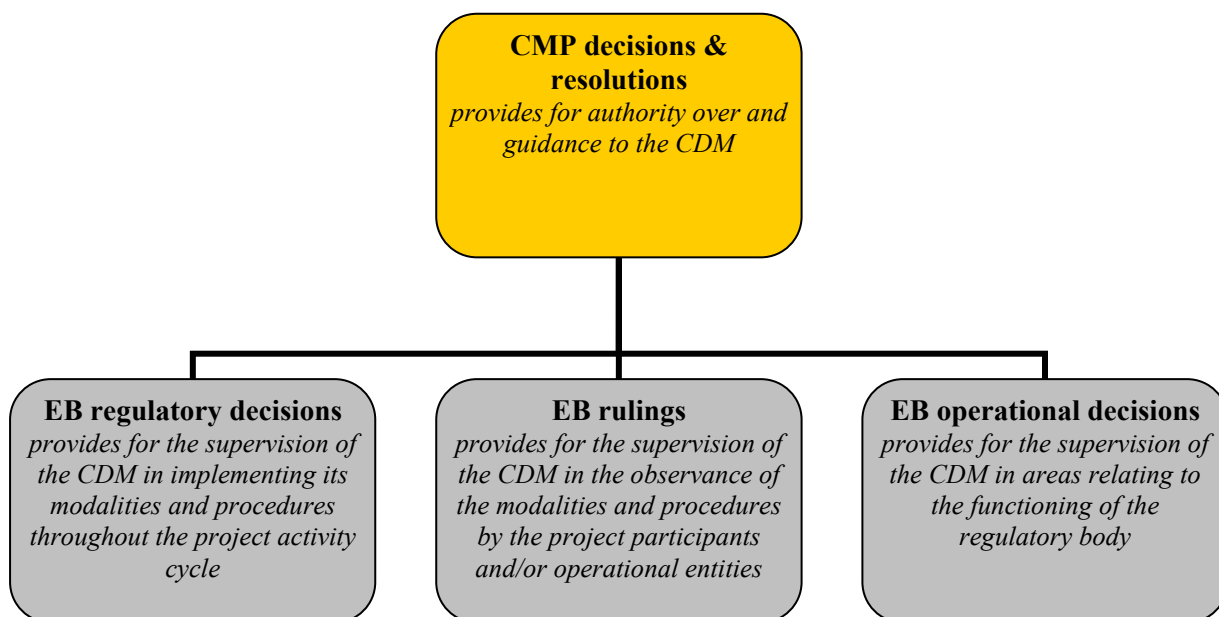 CMP decisions &
resolutions
provides for authority over and
guidance to the CDM
EB regulatory decisions
provides for the supervision of
the CDM in implementing its
modalities and procedures
throughout the project activity
cycle
EB rulings
provides for the supervision of
the CDM in the observance of
the modalities and procedures
by the project participants
and/or operational entities
EB operational decisions
provides for the supervision of
the CDM in areas relating to
the functioning of the
regulatory body